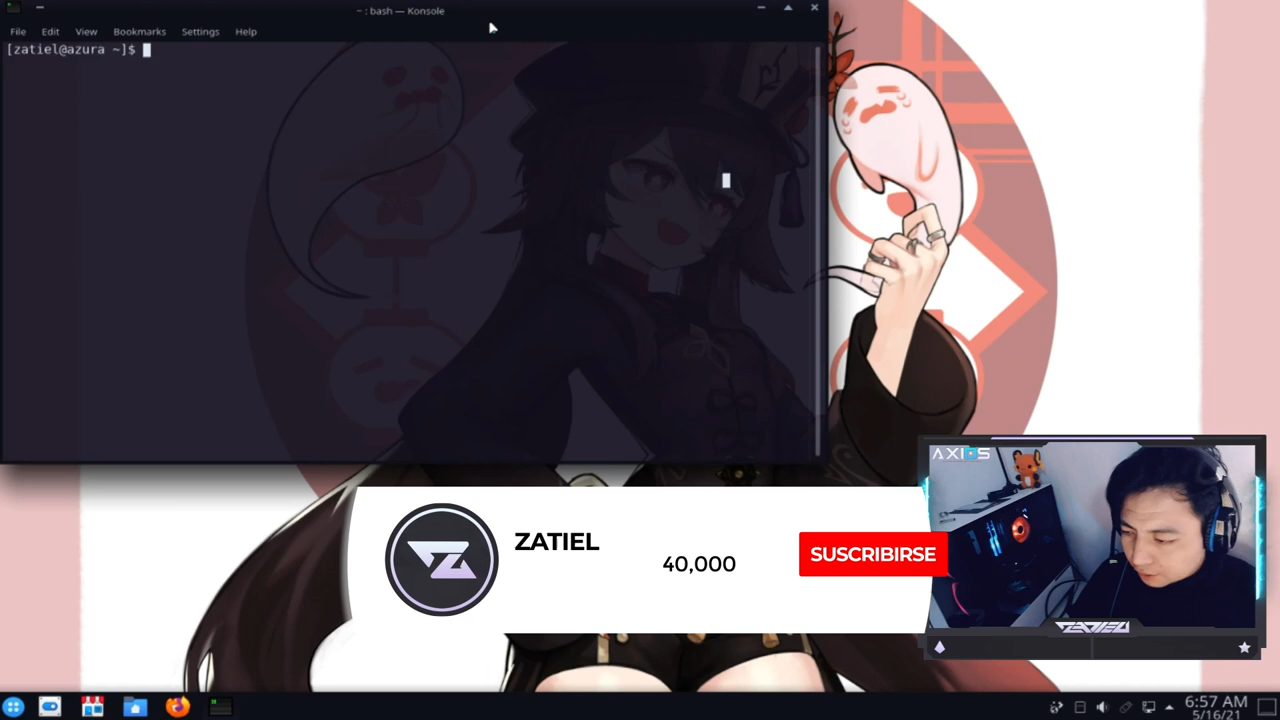 ~ : bash — Konsole
File Edit View Bookmarks Settings Help
[zatiel@azura ~]$
AXIOS
ZATIEL
40,000
SUSCRIBIRSE
ZATIEL
6:57 AM
5/16/21